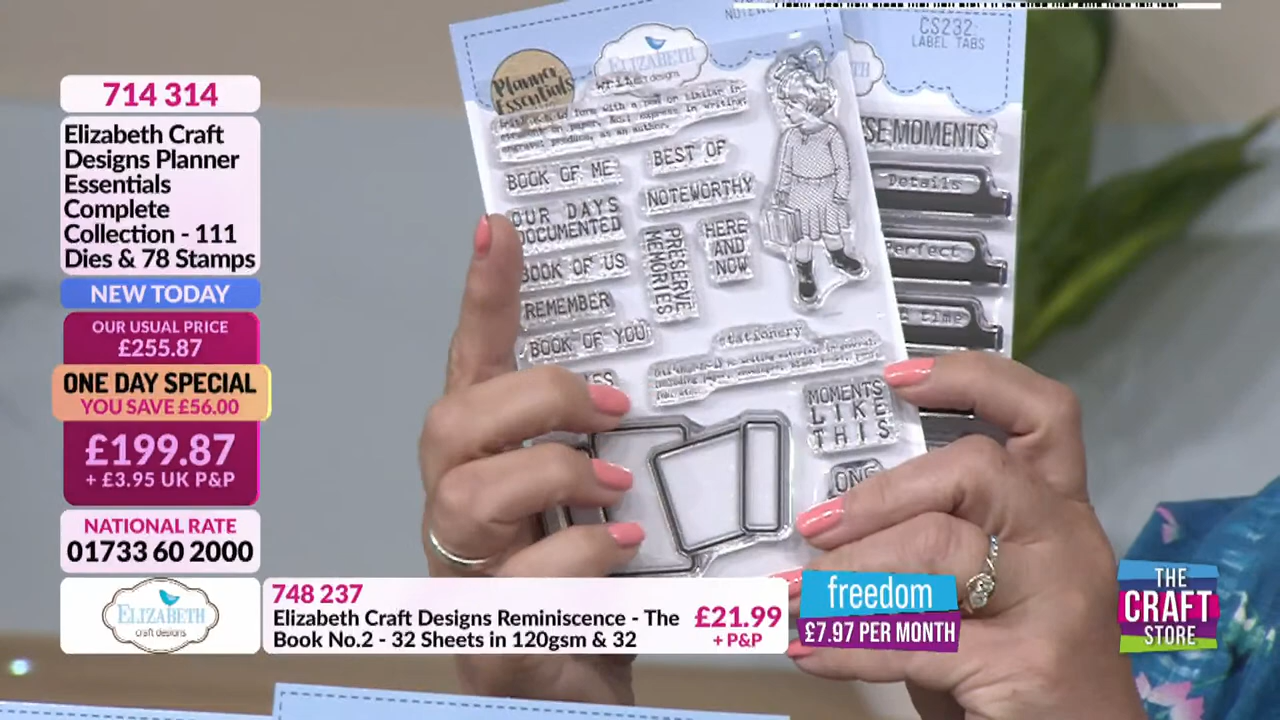 714 314
Elizabeth Craft
Designs Planner
Essentials
Complete
Collection - 111
Dies & 78 Stamps
NEW TODAY
OUR USUAL PRICE
£255.87
ONE DAY SPECIAL
YOU SAVE £56.00
£199.87
+ £3.95 UK P&P
NATIONAL RATE
01733 60 2000
ELIZABETH
craft designs
748 237
Elizabeth Craft Designs Reminiscence - The
Book No.2 - 32 Sheets in 120gsm & 32
£21.99
+ P&P
freedom
£7.97 PER MONTH
THE
CRAFT
STORE
Planner
Essentials
ELIZABETH
craft designs
BOOK OF ME
BEST OF
NOTEWORTHY
OUR DAYS
DOCUMENTED
BOOK OF US
PRESERVE
MEMORIES
HERE
AND
NOW
REMEMBER
BOOK OF YOU
stationery
MOMENTS
LIKE
THIS
ONE
CS232
LABEL TABS
MOMENTS
Details